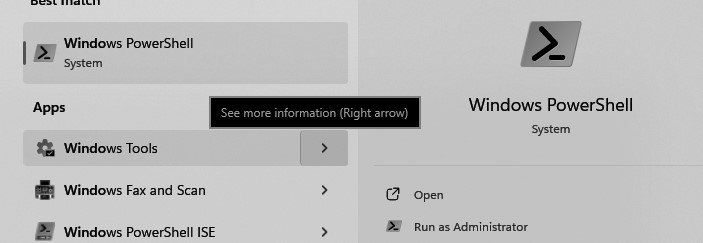 Best match
Windows PowerShell
System
Apps
See more information (Right arrow)
Windows Tools
Windows Fax and Scan
Windows PowerShell ISE
Windows PowerShell
System
Open
Run as Administrator